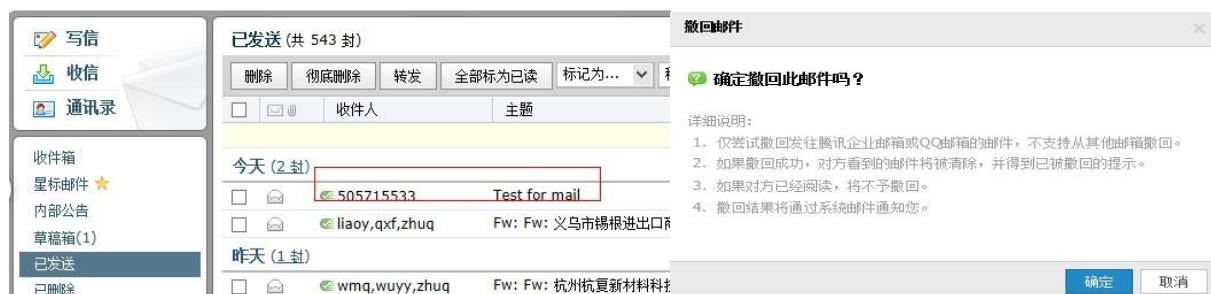 写信
收信
通讯录
收件箱
星标邮件
内部公告
草稿箱(1)
已发送
已删除
已发送 (共 543 封)
删除 彻底删除 转发 全部标为已读 标记为...
收件人 主题
今天 (2 封)
505715533 Test for mail
liaoy,qxf,zhuq Fw: Fw: 义乌市锡根进出口商
昨天 (1 封)
wmq,wuyy,zhuq Fw: Fw: 杭州杭复新材料科技
撤回邮件
确定撤回此邮件吗？
详细说明：
1. 仅尝试撤回发往腾讯企业邮箱或QQ邮箱的邮件，不支持从其他邮箱撤回。
2. 如果撤回成功，对方看到的邮件将被清除，并得到已被撤回的提示。
3. 如果对方已经阅读，将不予撤回。
4. 撤回结果将通过系统邮件通知您。
确定 取消